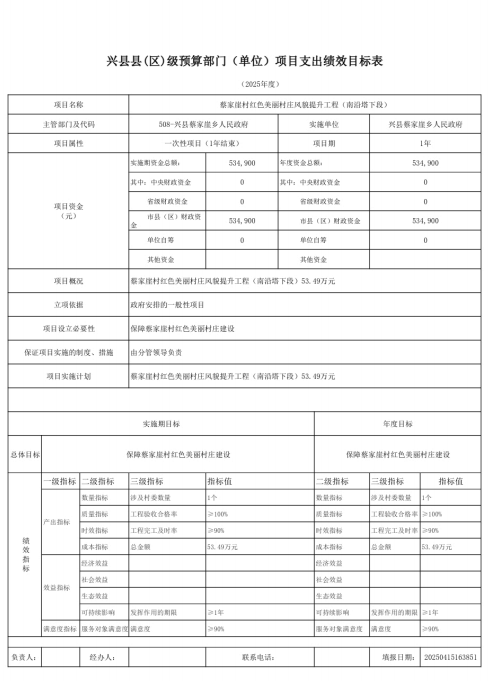 兴县县(区)级预算部门（单位）项目支出绩效目标表
（2025年度）
项目名称 蔡家崖村红色美丽村庄风貌提升工程（南沿塔下段）
主管部门及代码 508-兴县蔡家崖乡人民政府 实施单位 兴县蔡家崖乡人民政府
项目属性 一次性项目（1年结束） 项目期 1年
项目资金
（元）
实施期资金总额： 534,900 年度资金总额： 534,900
其中：中央财政资金 0 其中：中央财政资金 0
省级财政资金 0 省级财政资金 0
市县（区）财政资金 534,900 市县（区）财政资金 534,900
单位自筹 0 单位自筹 0
其他资金 其他资金
项目概况 蔡家崖村红色美丽村庄风貌提升工程（南沿塔下段）53.49万元
立项依据 政府安排的一般性项目
项目设立必要性 保障蔡家崖村红色美丽村庄建设
保证项目实施的制度、措施 由分管领导负责
项目实施计划 蔡家崖村红色美丽村庄风貌提升工程（南沿塔下段）53.49万元
实施期目标 年度目标
总体目标 保障蔡家崖村红色美丽村庄建设 保障蔡家崖村红色美丽村庄建设
绩效指标
一级指标 二级指标 三级指标 指标值 二级指标 三级指标 指标值
产出指标
数量指标 涉及村委数量 1个 数量指标 涉及村委数量 1个
质量指标 工程验收合格率 ≥100% 质量指标 工程验收合格率 ≥100%
时效指标 工程完工及时率 ≥90% 时效指标 工程完工及时率 ≥90%
成本指标 总金额 53.49万元 成本指标 总金额 53.49万元
效益指标
经济效益 经济效益
社会效益 社会效益
生态效益 生态效益
可持续影响 发挥作用的期限 ≥1年 可持续影响 发挥作用的期限 ≥1年
满意度指标 服务对象满意度 满意度 ≥90% 服务对象满意度 满意度 ≥90%
负责人： 经办人： 联系电话： 填报日期： 20250415163851